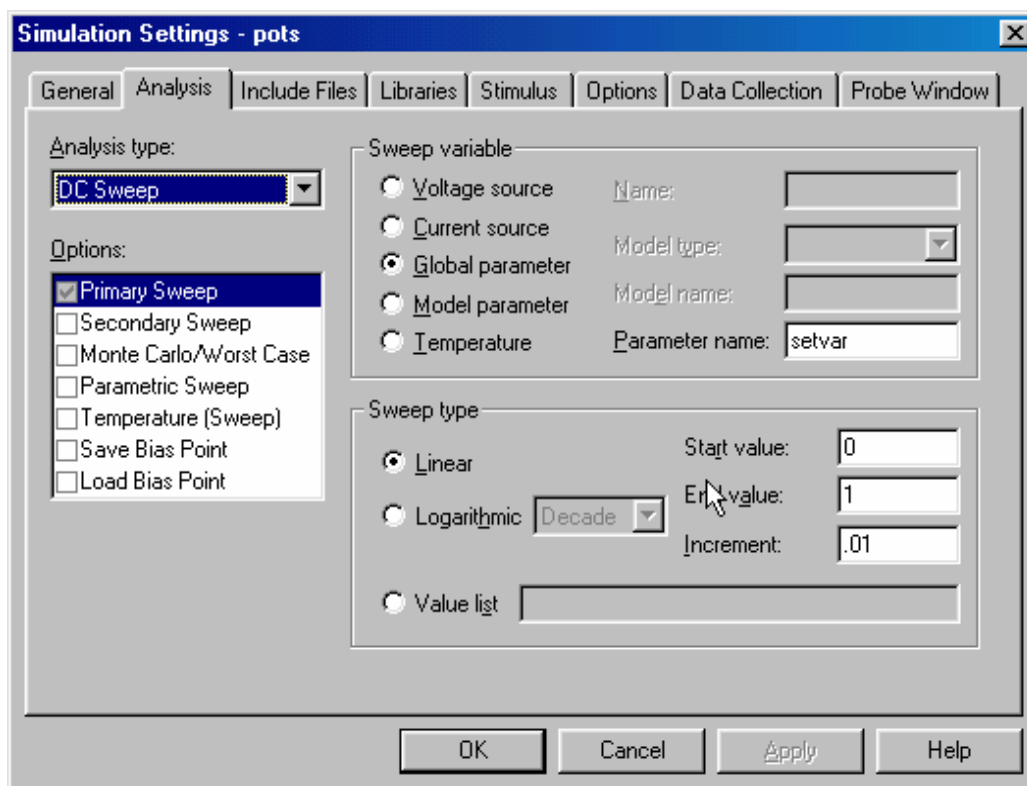 Simulation Settings - pots
General Analysis Include Files Libraries Stimulus Options Data Collection Probe Window
Analysis type:
DC Sweep
Options:
Primary Sweep
Secondary Sweep
Monte Carlo/Worst Case
Parametric Sweep
Temperature (Sweep)
Save Bias Point
Load Bias Point
Sweep variable
Voltage source
Current source
Global parameter
Model parameter
Temperature
Name:
Model type:
Model name:
Parameter name: setvar
Sweep type
Linear
Logarithmic Decade
Value list
Start value: 0
End value: 1
Increment: .01
OK Cancel Apply Help